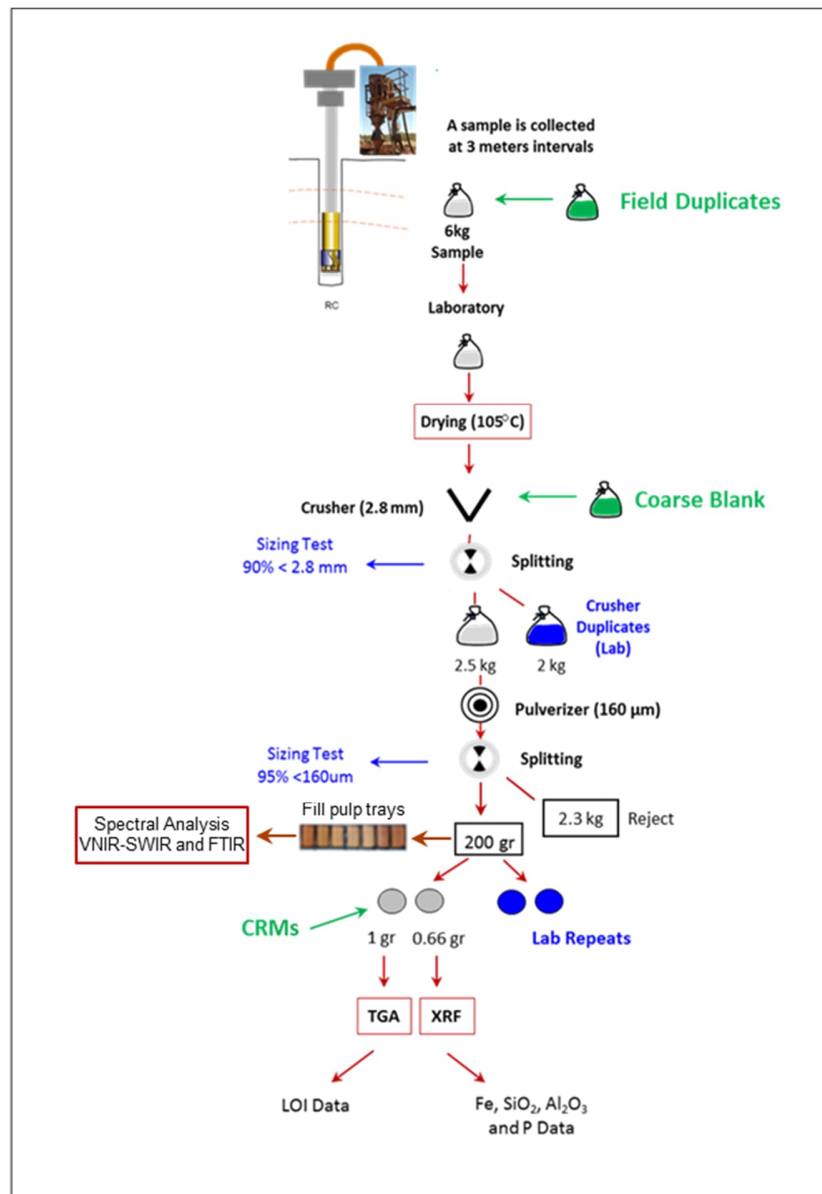 A sample is collected
at 3 meters intervals
Field Duplicates
6kg
Sample
RC
Laboratory
Drying (105°C)
Coarse Blank
Crusher (2.8 mm)
Sizing Test
90% < 2.8 mm
Splitting
Crusher
Duplicates
(Lab)
2.5 kg
2 kg
Pulverizer (160 µm)
Sizing Test
95% <160um
Splitting
Fill pulp trays
Spectral Analysis
VNIR-SWIR and FTIR
200 gr
2.3 kg
Reject
CRMs
1 gr
0.66 gr
Lab Repeats
TGA
XRF
LOI Data
Fe, SiO₂, Al₂O₃
and P Data